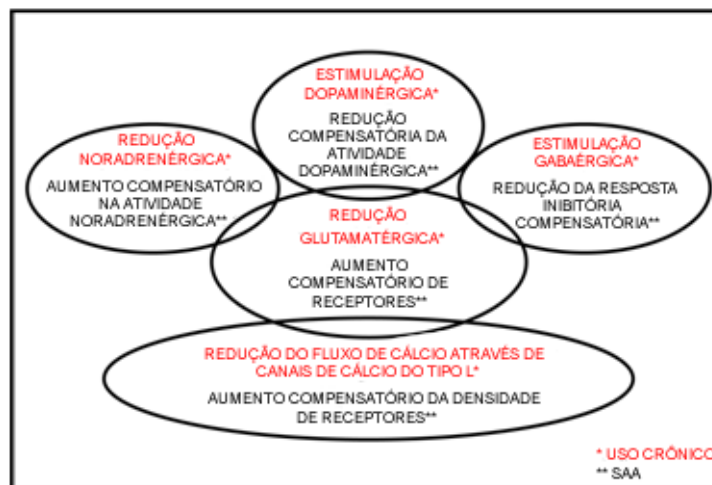 ESTIMULAÇÃO
DOPAMINÉRGICA*
REDUÇÃO
COMPENSATÓRIA DA
ATIVIDADE
DOPAMINÉRGICA**
REDUÇÃO
NORADRENÉRGICA*
AUMENTO COMPENSATÓRIO
NA ATIVIDADE
NORADRENÉRGICA**
ESTIMULAÇÃO
GABAÉRGICA*
REDUÇÃO DA RESPOSTA
INIBITÓRIA
COMPENSATÓRIA**
REDUÇÃO
GLUTAMATÉRGICA*
AUMENTO
COMPENSATÓRIO DE
RECEPTORES**
REDUÇÃO DO FLUXO DE CÁLCIO ATRAVÉS DE
CANAIS DE CÁLCIO DO TIPO L*
AUMENTO COMPENSATÓRIO DA DENSIDADE
DE RECEPTORES**
* USO CRÔNICO
** SAA